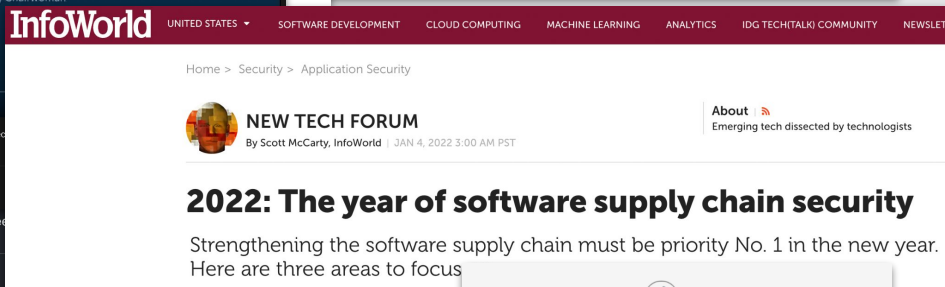 Chairwoman
InfoWorld UNITED STATES SOFTWARE DEVELOPMENT CLOUD COMPUTING MACHINE LEARNING ANALYTICS IDG TECH(TALK) COMMUNITY
Home > Security > Application Security
NEW TECH FORUM
By Scott McCarty, InfoWorld | JAN 4, 2022 3:00 AM PST
About
Emerging tech dissected by technologists
2022: The year of software supply chain security
Strengthening the software supply chain must be priority No. 1 in the new year.
Here are three areas to focus